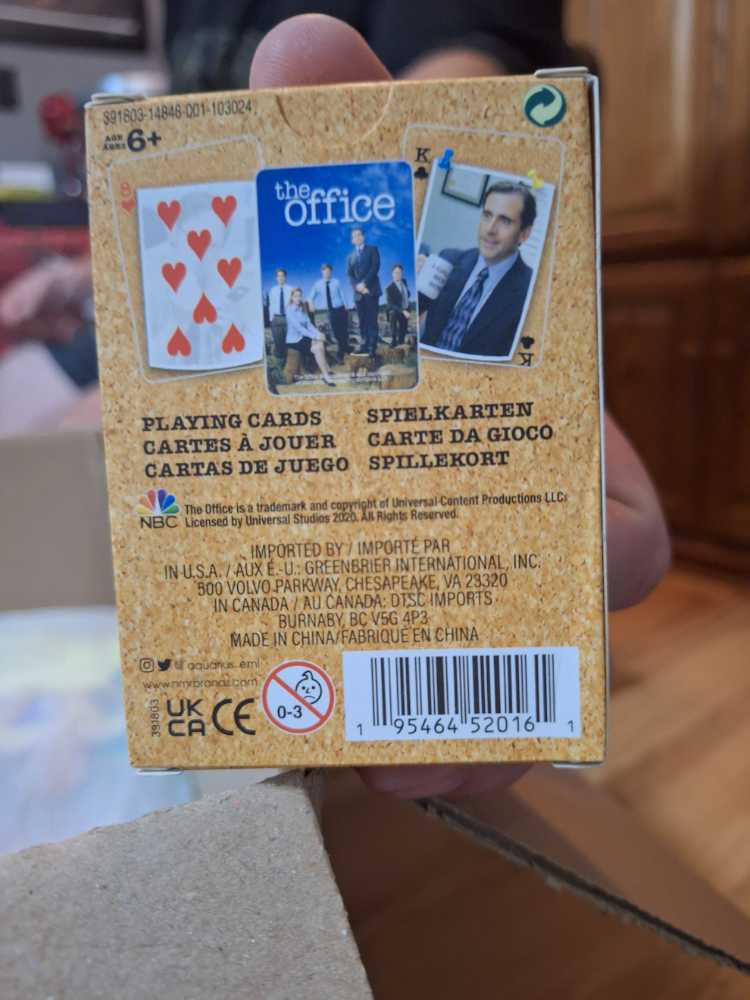 391803-14848-001-103024
AGE
AGES 6+
8
K
the
office
K
PLAYING CARDS SPIELKARTEN
CARTES À JOUER CARTE DA GIOCO
CARTAS DE JUEGO SPILLEKORT
NBC
The Office is a trademark and copyright of Universal Content Productions LLC.
Licensed by Universal Studios 2020. All Rights Reserved.
IMPORTED BY / IMPORTÉ PAR
IN U.S.A. / AUX É.-U.: GREENBRIER INTERNATIONAL, INC.
500 VOLVO PARKWAY, CHESAPEAKE, VA 23320
IN CANADA / AU CANADA: DTSC IMPORTS
BURNABY, BC V5G 4P3
MADE IN CHINA/FABRIQUÉ EN CHINA
aquarius_eml
www.nmrbrands.com
391803
UK
CA CE
0-3
1 95464 52016 1